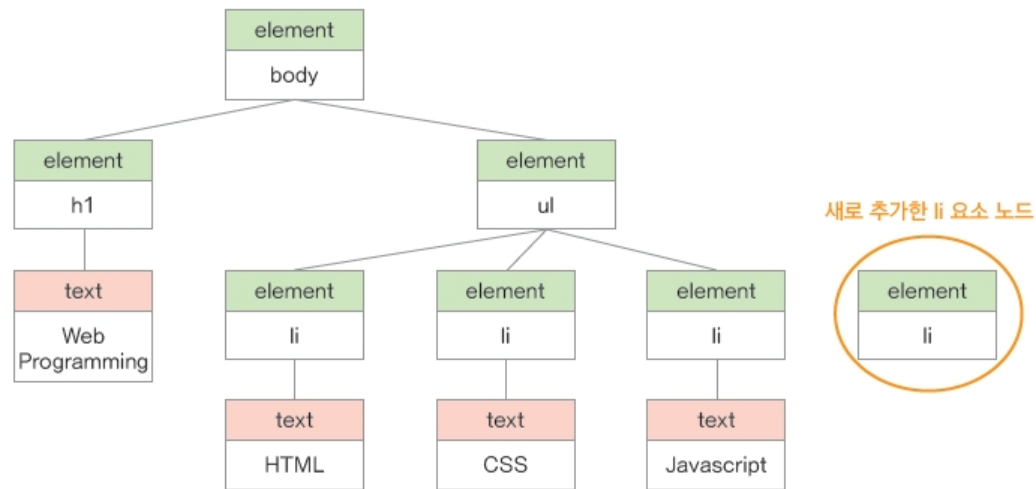 element
body
element
h1
element
ul
새로 추가한 li 요소 노드
text
Web
Programming
element
li
element
li
element
li
element
li
text
HTML
text
CSS
text
Javascript